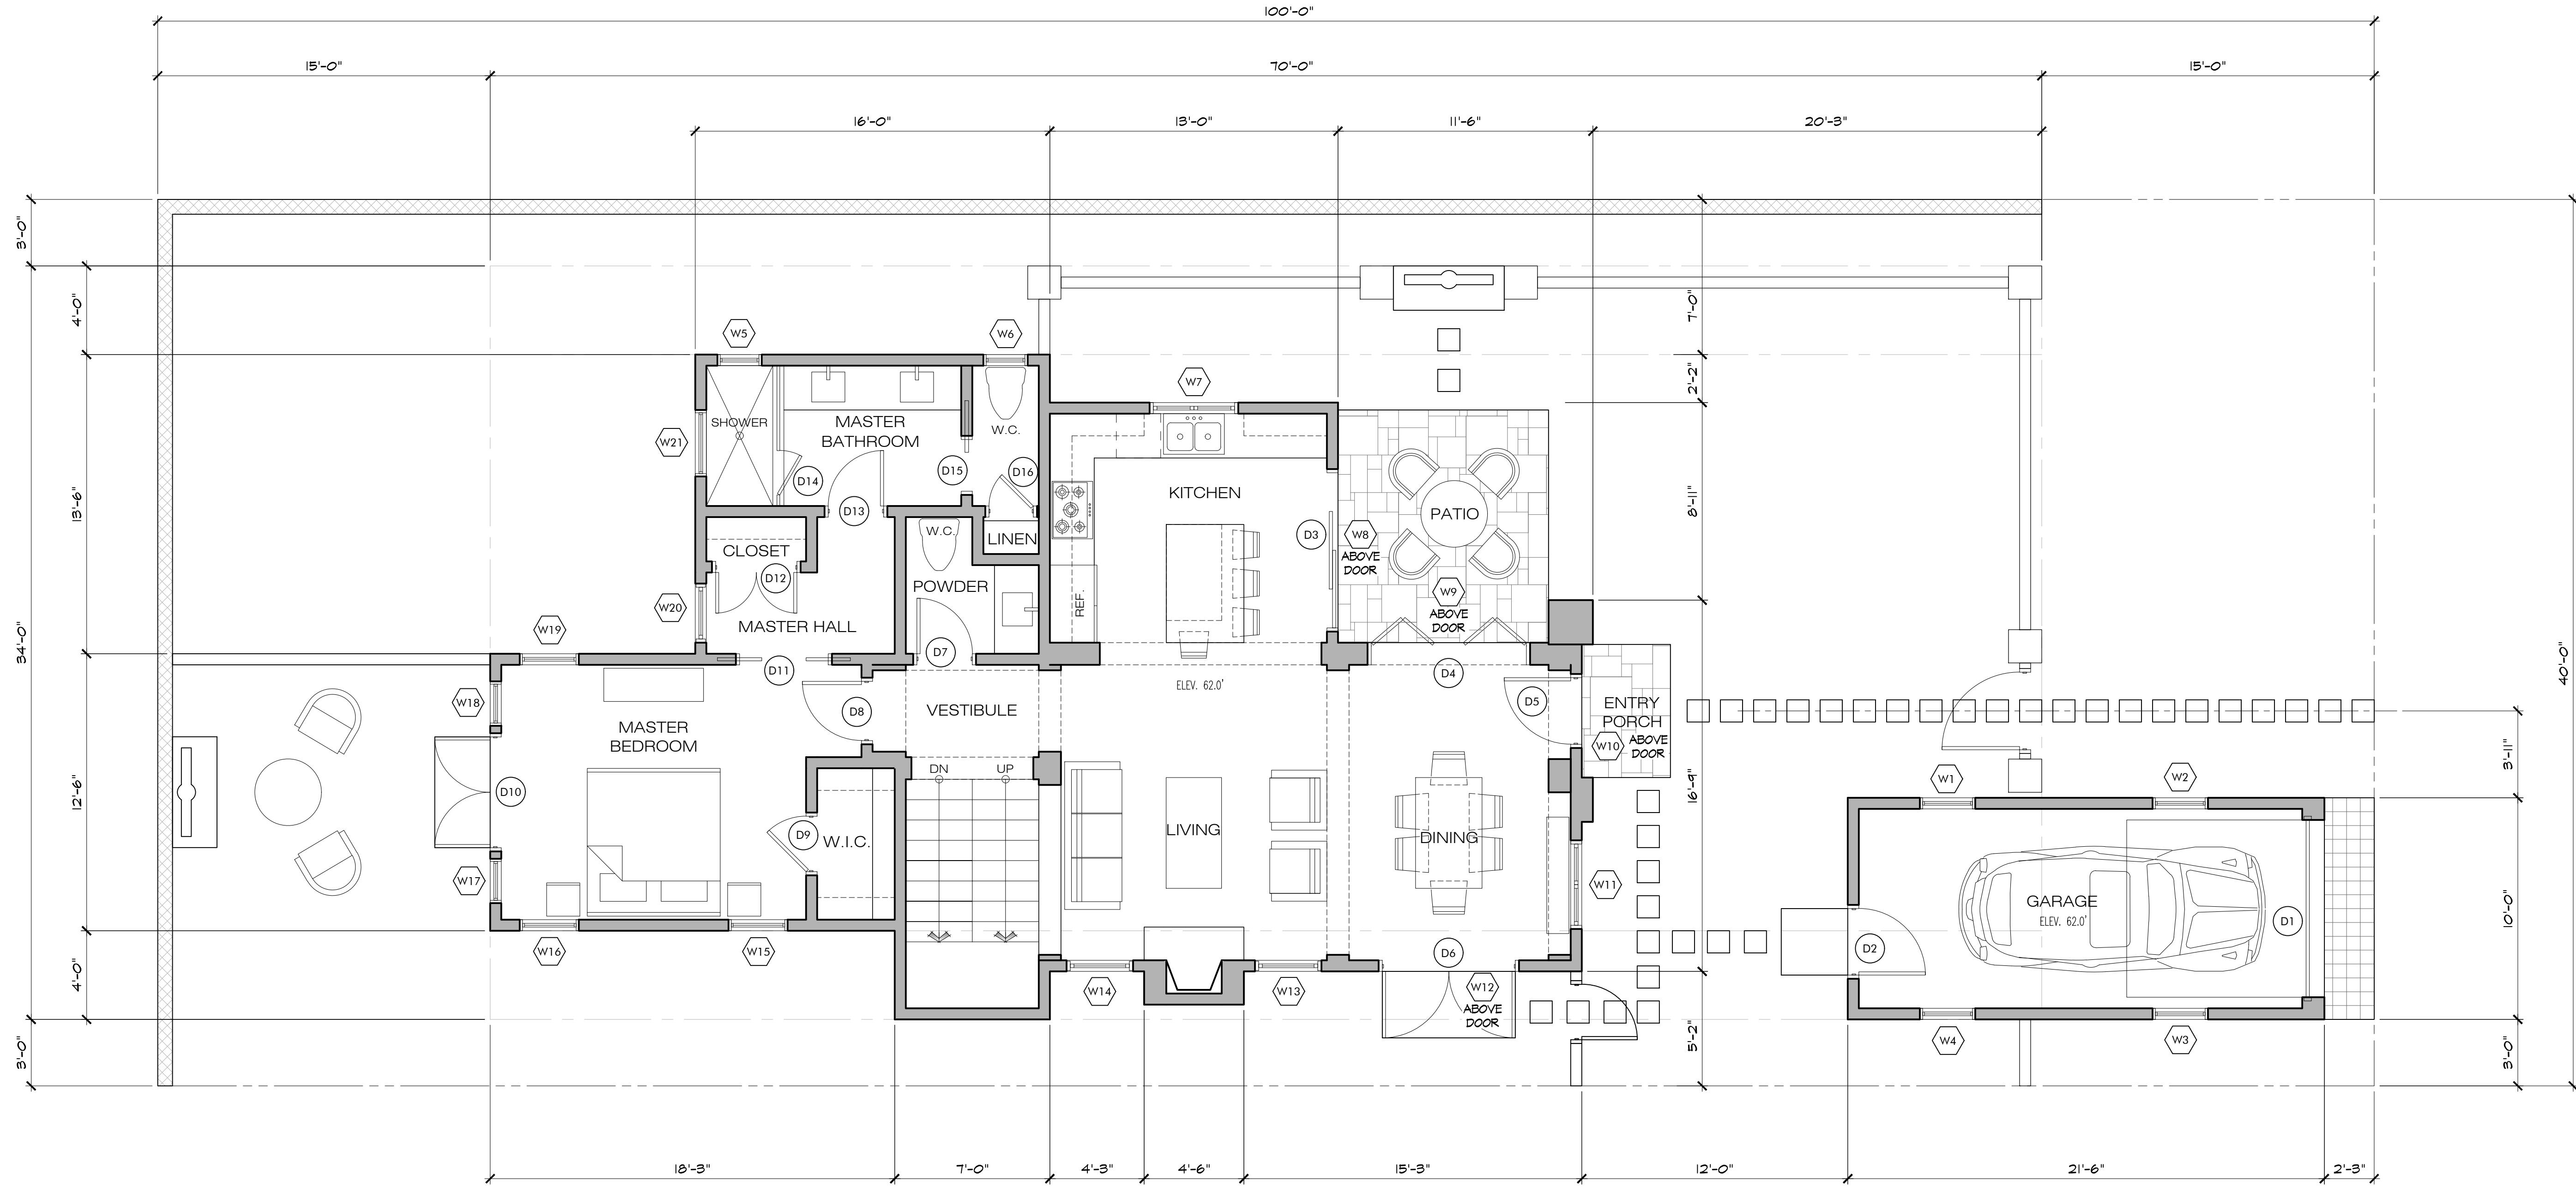 100'-0"
15'-0"
70'-0"
15'-0"
16'-0"
13'-0"
11'-6"
20'-3"
3'-0"
4'-0"
13'-6"
34'-0"
12'-6"
4'-0"
3'-0"
7'-0"
2'-2"
8'-11"
16'-9"
5'-2"
40'-0"
3'-11"
10'-0"
3'-0"
W5
W6
W7
W21
SHOWER
MASTER
BATHROOM
W.C.
D14
D15
D16
D13
KITCHEN
D3
W8
ABOVE
DOOR
PATIO
W9
ABOVE
DOOR
CLOSET
D12
W.C.
LINEN
POWDER
REF.
W20
MASTER HALL
W19
D11
D7
D4
ELEV. 62.0'
W18
D8
VESTIBULE
D5
ENTRY
PORCH
W10
ABOVE
DOOR
MASTER
BEDROOM
DN
UP
D10
W1
W2
D9
W.I.C.
LIVING
DINING
W17
W11
GARAGE
ELEV. 62.0'
D1
D2
W16
W15
D6
W14
W13
W12
ABOVE
DOOR
W4
W3
18'-3"
7'-0"
4'-3"
4'-6"
15'-3"
12'-0"
21'-6"
2'-3"